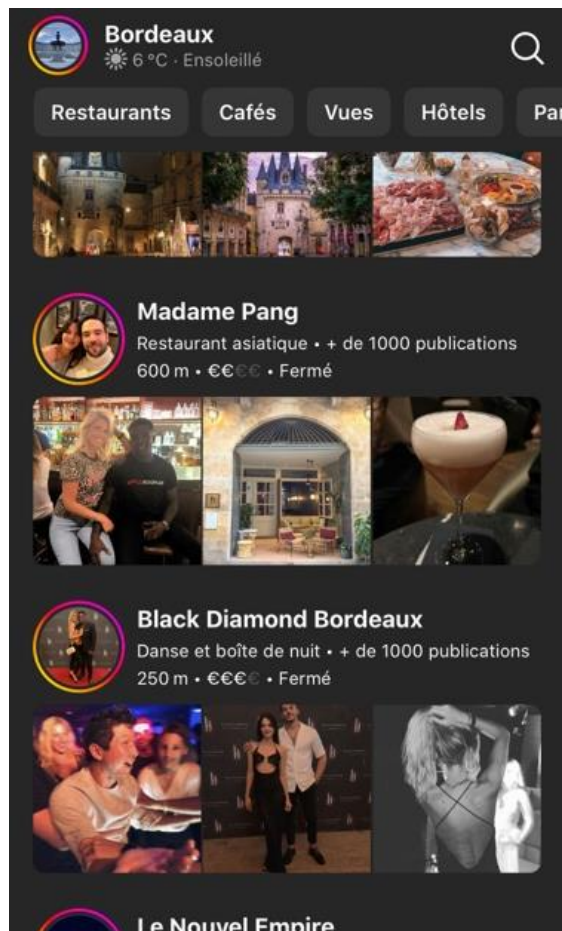 Bordeaux
6 °C · Ensoleillé
Restaurants Cafés Vues Hôtels Par
Madame Pang
Restaurant asiatique • + de 1000 publications
600 m • €€€€ • Fermé
Black Diamond Bordeaux
Danse et boîte de nuit • + de 1000 publications
250 m • €€€€ • Fermé
Le Nouvel Empire